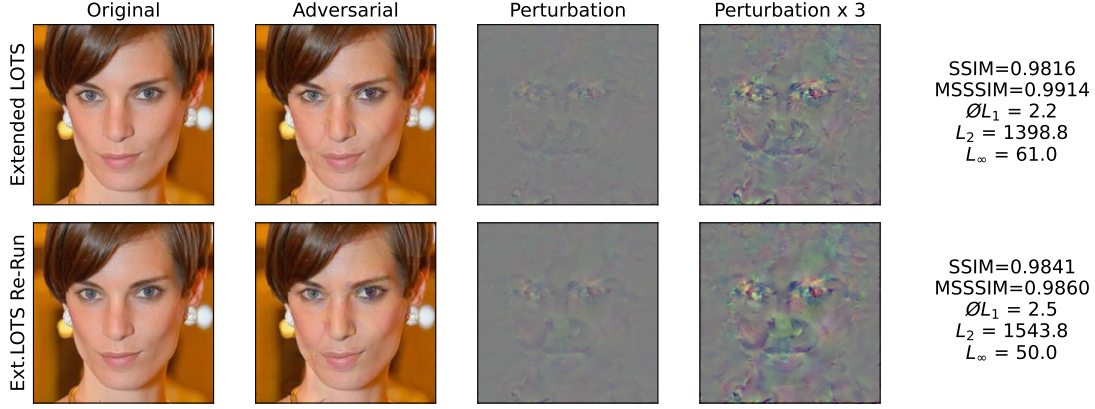 Original
Adversarial
Perturbation
Perturbation x 3
Extended LOTS
SSIM=0.9816
MSSSIM=0.9914
ØL₁ = 2.2
L₂ = 1398.8
L∞ = 61.0
Ext.LOTS Re-Run
SSIM=0.9841
MSSSIM=0.9860
ØL₁ = 2.5
L₂ = 1543.8
L∞ = 50.0